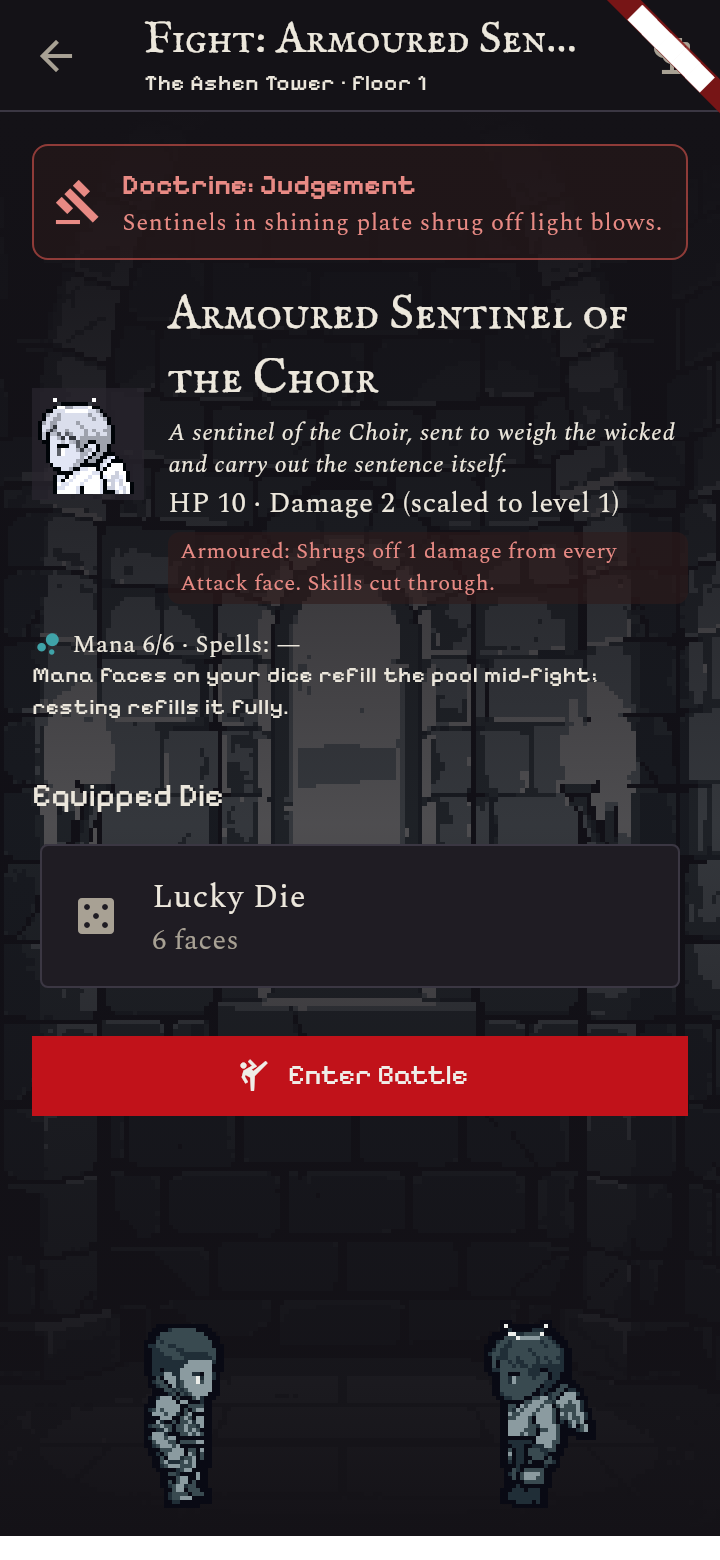 Fight: Armoured Sen...
The Ashen Tower · Floor 1
Doctrine: Judgement
Sentinels in shining plate shrug off light blows.
Armoured Sentinel of
the Choir
A sentinel of the Choir, sent to weigh the wicked
and carry out the sentence itself.
HP 10 · Damage 2 (scaled to level 1)
Armoured: Shrugs off 1 damage from every
Attack face. Skills cut through.
Mana 6/6 · Spells: —
Mana faces on your dice refill the pool mid-fight;
resting refills it fully.
Equipped Die
Lucky Die
6 faces
Enter Battle